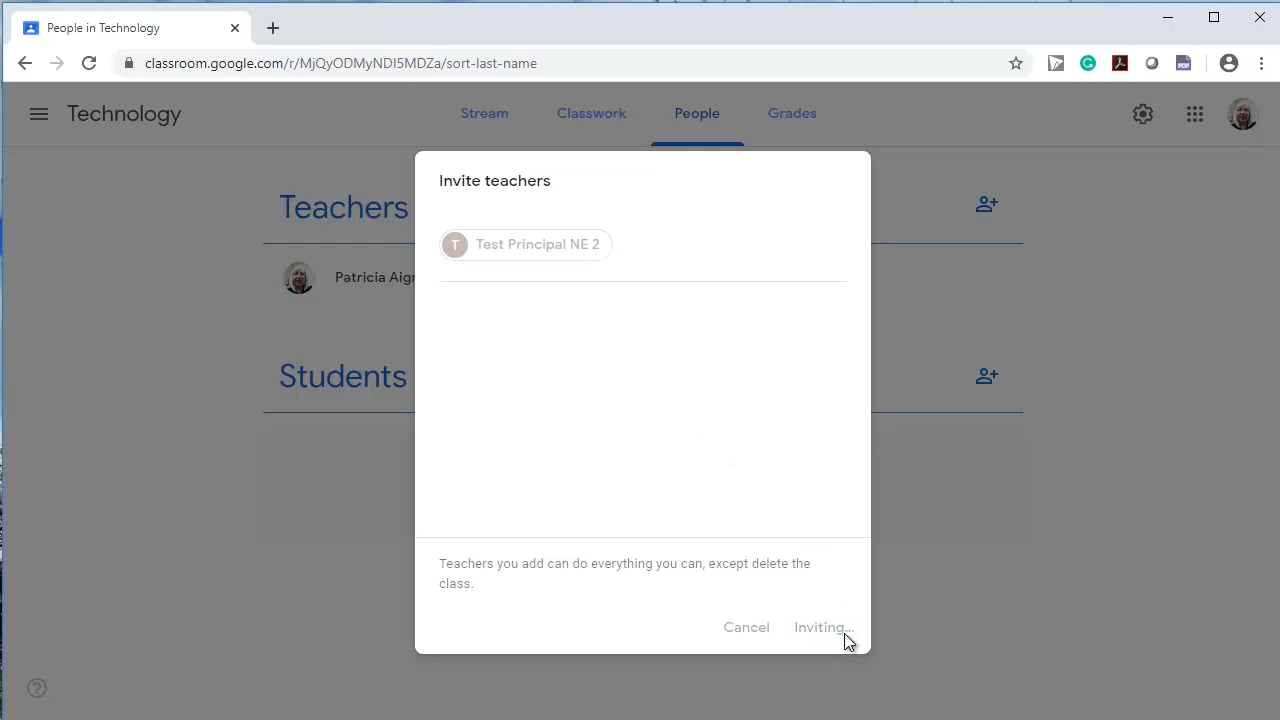 People in Technology
classroom.google.com/r/MjQyODMyNDI5MDZa/sort-last-name
PDF
Technology
Stream
Classwork
People
Grades
Invite teachers
Teachers
T
Test Principal NE 2
Patricia Aign
Students
Teachers you add can do everything you can, except delete the
class.
Cancel
Inviting...